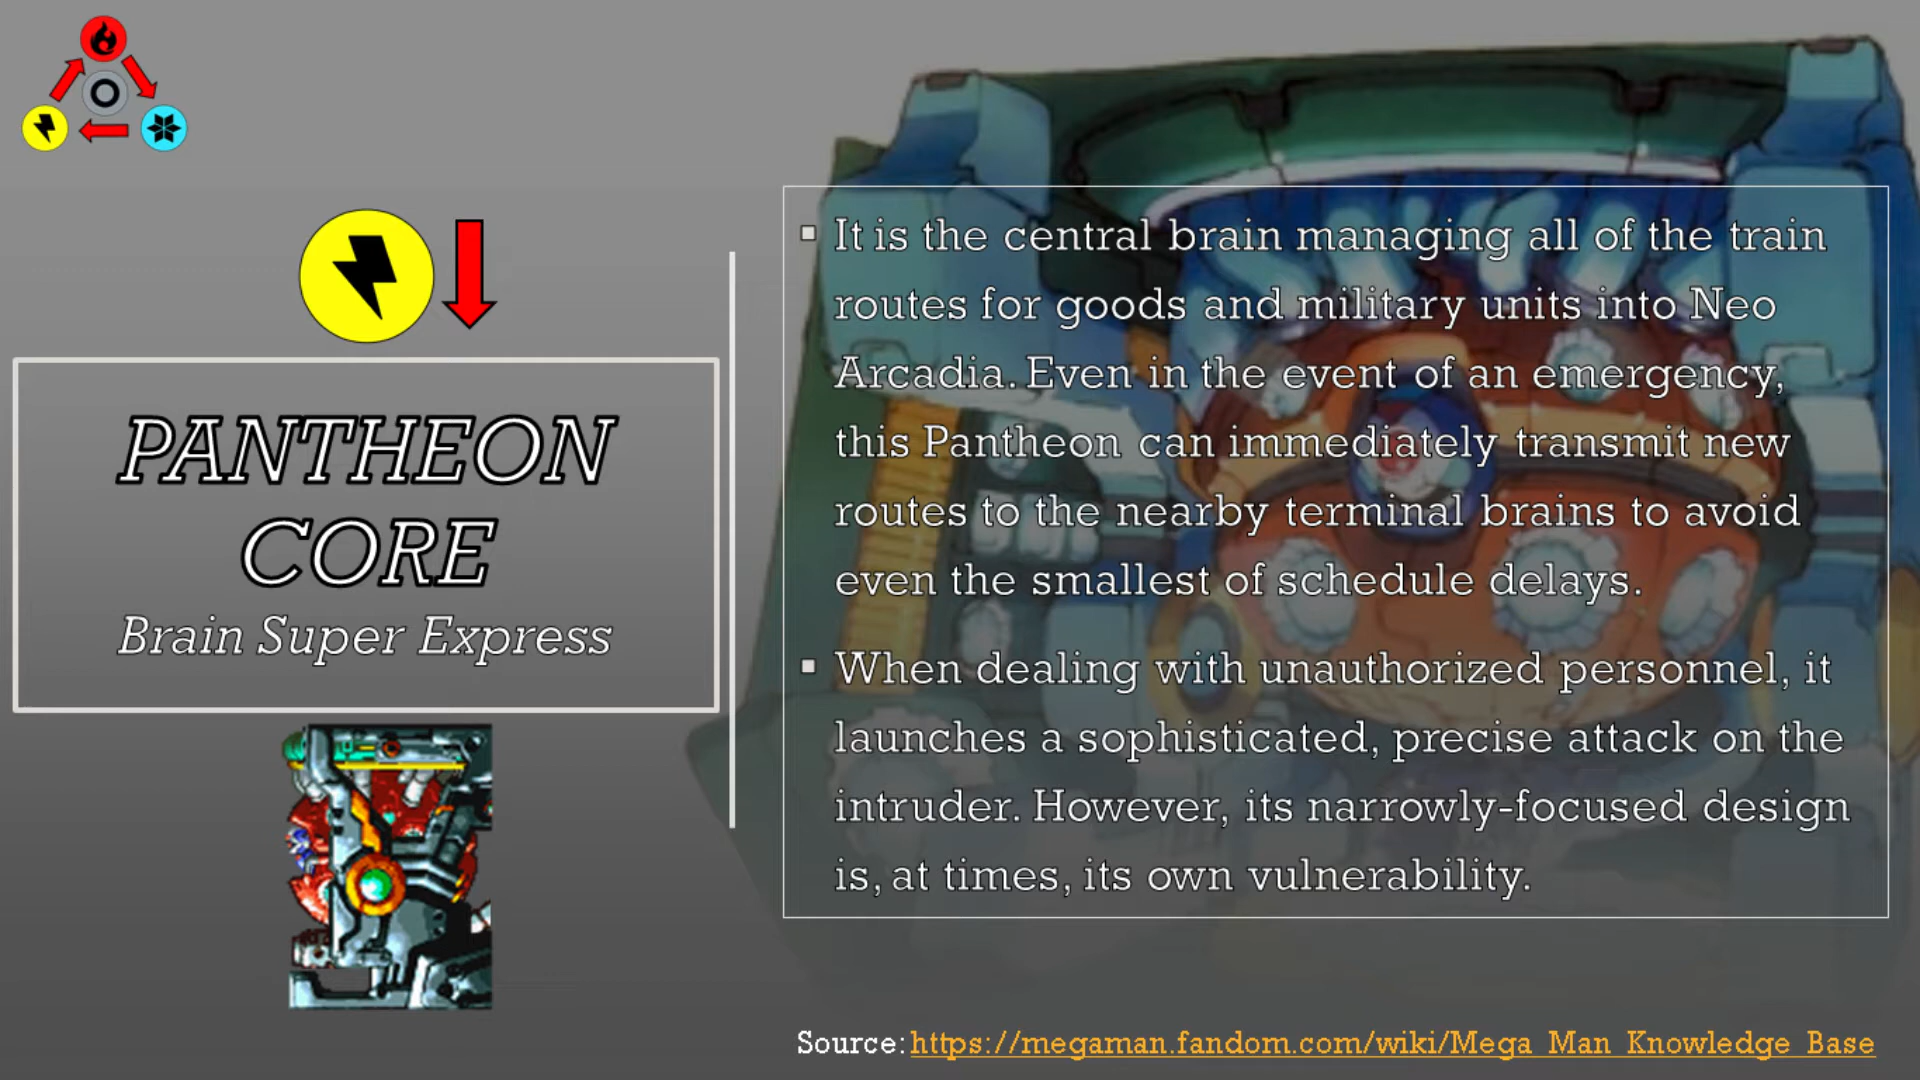 PANTHEON
CORE
Brain Super Express
It is the central brain managing all of the train
routes for goods and military units into Neo
Arcadia. Even in the event of an emergency,
this Pantheon can immediately transmit new
routes to the nearby terminal brains to avoid
even the smallest of schedule delays.
When dealing with unauthorized personnel, it
launches a sophisticated, precise attack on the
intruder. However, its narrowly-focused design
is, at times, its own vulnerability.
Source: https://megaman.fandom.com/wiki/Mega_Man_Knowledge_Base